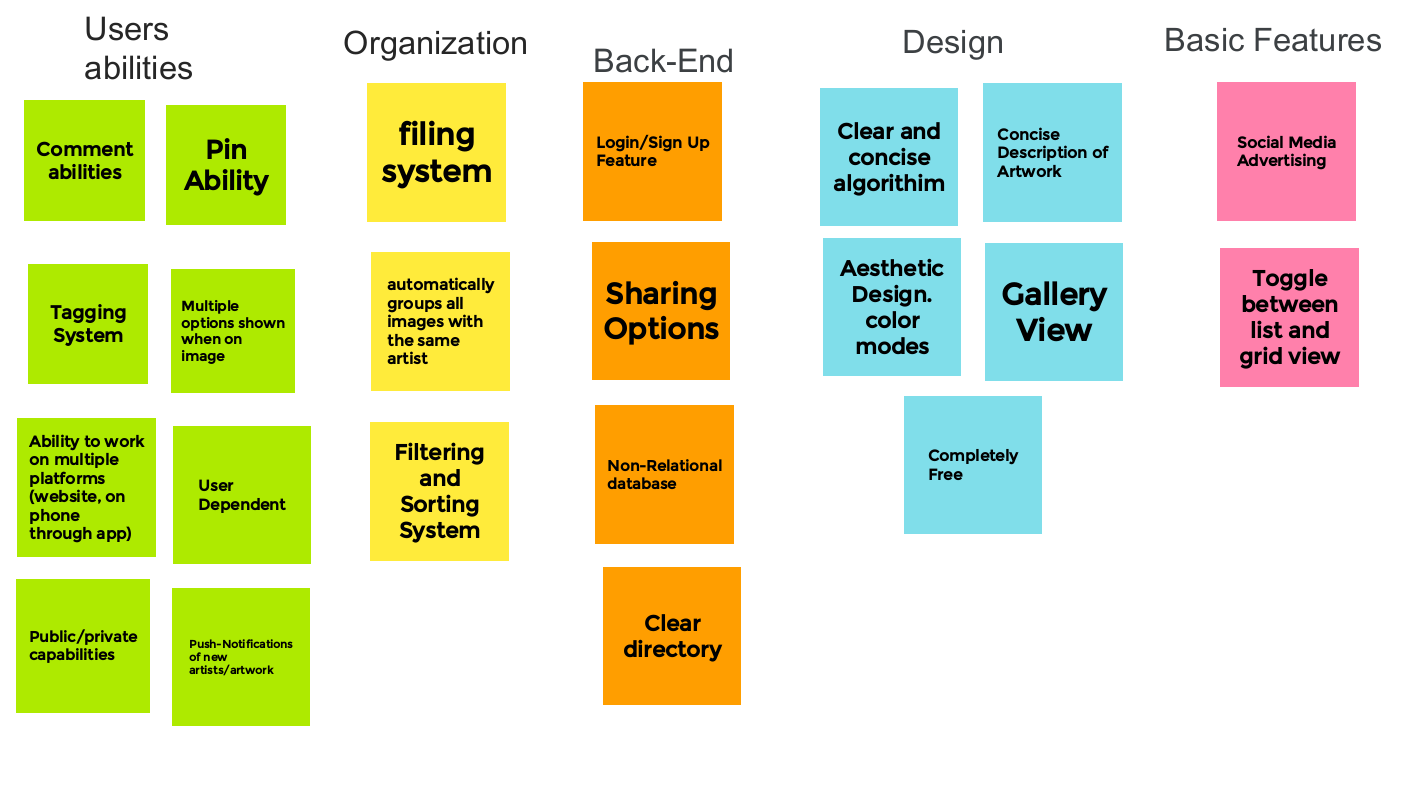 Users
abilities
Comment
abilities
Pin
Ability
Tagging
System
Multiple
options shown
when on
image
Ability to work
on multiple
platforms
(website, on
phone
through app)
User
Dependent
Public/private
capabilities
Push-Notifications
of new
artists/artwork
Organization
filing
system
automatically
groups all
images with
the same
artist
Filtering
and
Sorting
System
Back-End
Login/Sign Up
Feature
Sharing
Options
Non-Relational
database
Clear
directory
Design
Clear and
concise
algorithim
Concise
Description of
Artwork
Aesthetic
Design.
color
modes
Gallery
View
Completely
Free
Basic Features
Social Media
Advertising
Toggle
between
list and
grid view